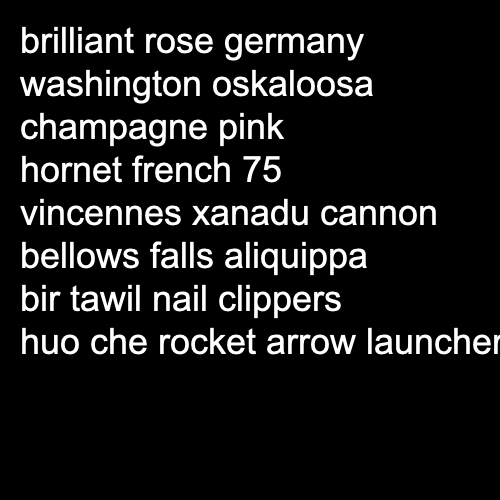 brilliant rose germany
washington oskaloosa
champagne pink
hornet french 75
vincennes xanadu cannon
bellows falls aliquippa
bir tawil nail clippers
huo che rocket arrow launcher